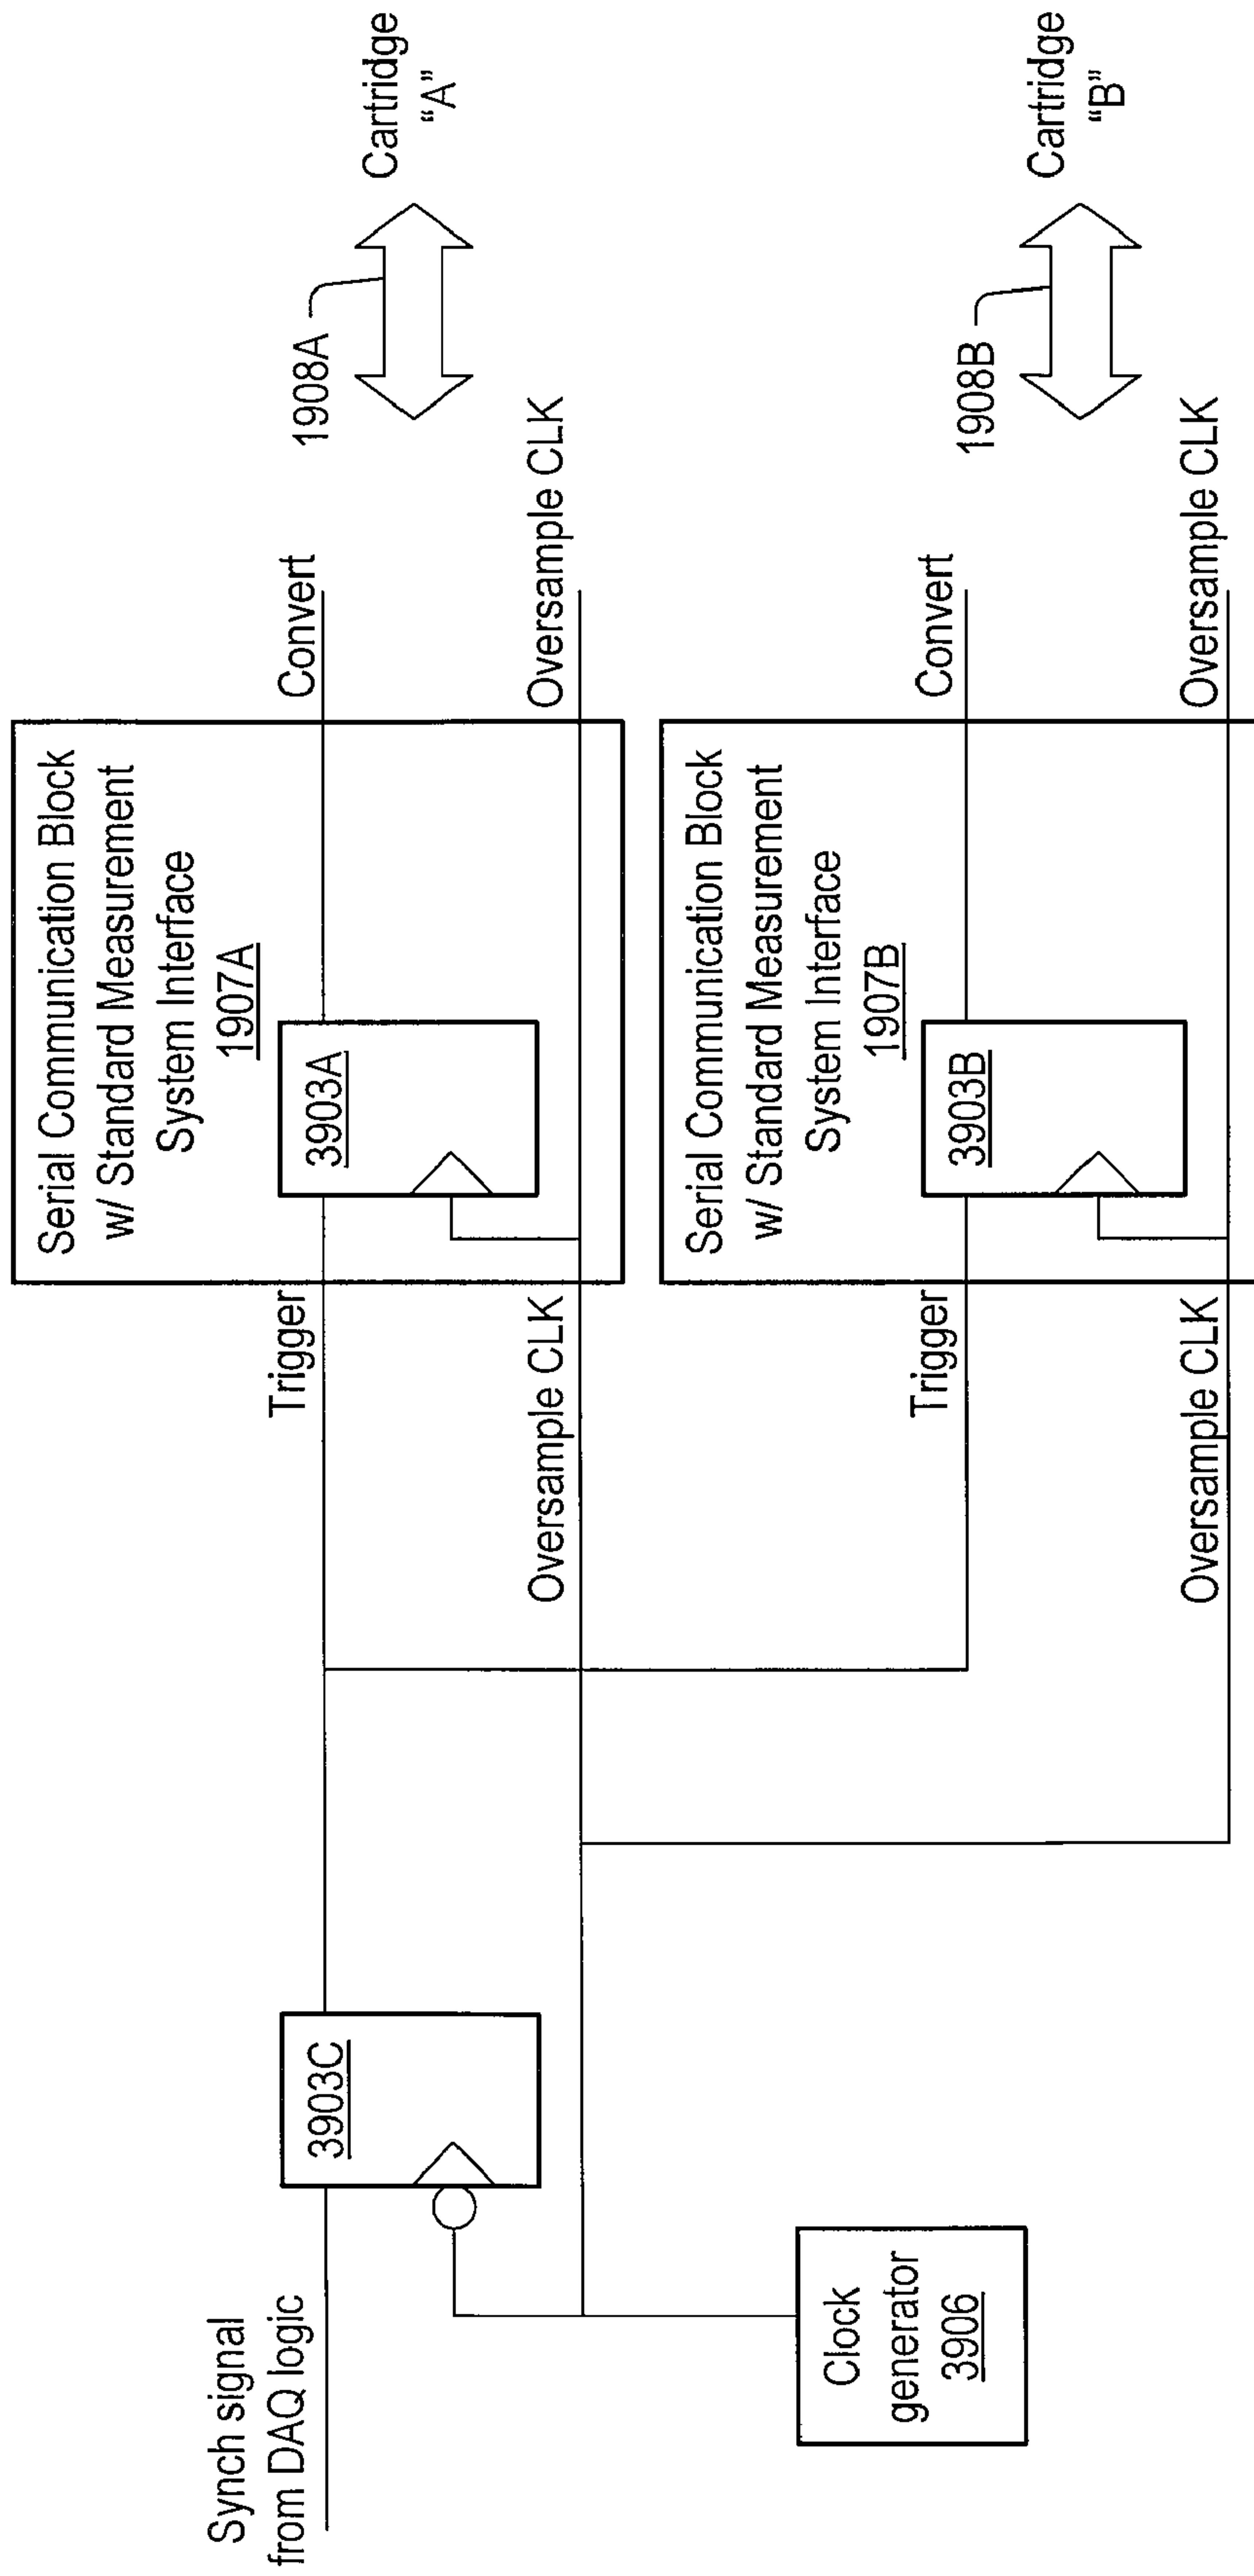 Synch signal
from DAQ logic
3903C
Clock
generator
3906
Trigger
Oversample CLK
Serial Communication Block
w/ Standard Measurement
System Interface
1907A
3903A
Convert
Oversample CLK
1908A
Cartridge
“A”
Trigger
Oversample CLK
Serial Communication Block
w/ Standard Measurement
System Interface
1907B
3903B
Convert
Oversample CLK
1908B
Cartridge
“B”